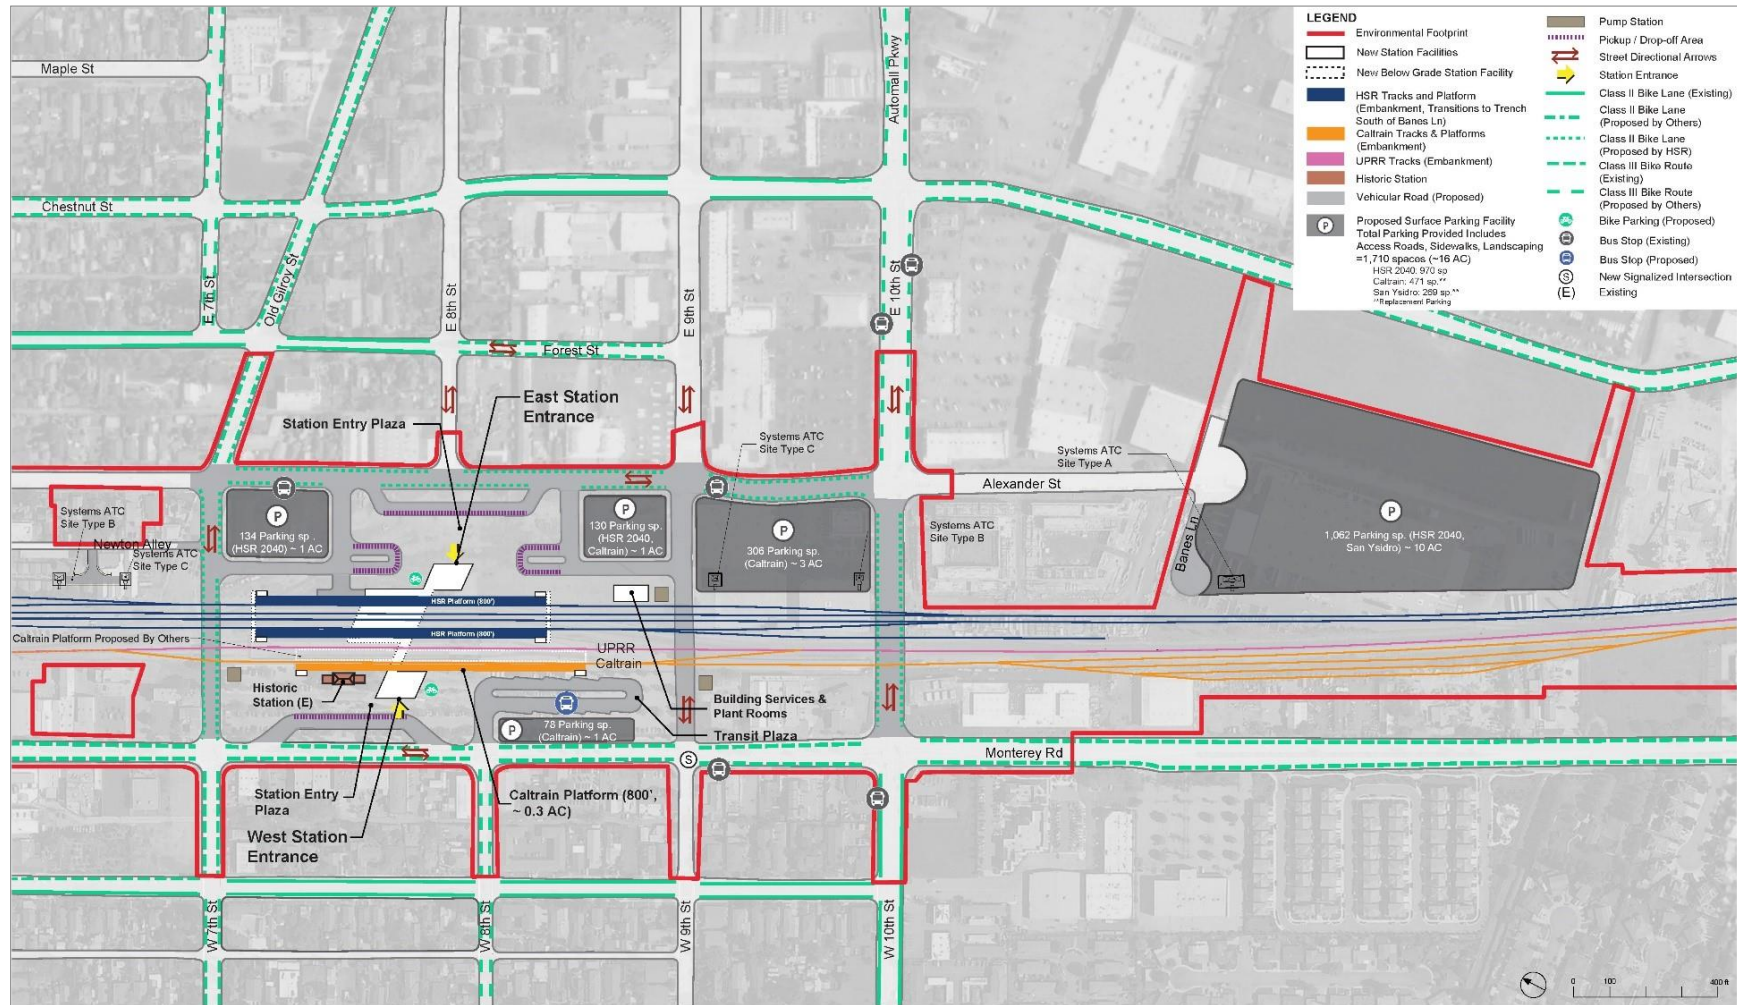 LEGEND
Environmental Footprint
New Station Facilities
New Below Grade Station Facility
HSR Tracks and Platform
(Embankment, Transitions to Trench
South of Banes Ln)
Caltrain Tracks & Platforms
(Embankment)
UPRR Tracks (Embankment)
Historic Station
Vehicular Road (Proposed)
P
Proposed Surface Parking Facility
Total Parking Provided Includes
Access Roads, Sidewalks, Landscaping
=1,710 spaces (~16 AC)
HSR 2040: 970 sp
Caltrain: 471 sp.**
San Ysidro: 269 sp.**
**Replacement Parking
Pump Station
Pickup / Drop-off Area
Street Directional Arrows
Station Entrance
Class II Bike Lane (Existing)
Class II Bike Lane
(Proposed by Others)
Class II Bike Lane
(Proposed by HSR)
Class III Bike Route
(Existing)
Class III Bike Route
(Proposed by Others)
Bike Parking (Proposed)
Bus Stop (Existing)
Bus Stop (Proposed)
S
New Signalized Intersection
(E)
Existing
Maple St
Automall Pkwy
Chestnut St
E 7th St
Old Gilroy St
E 8th St
E 9th St
E 10th St
Forest St
East Station
Entrance
Station Entry Plaza
Systems ATC
Site Type C
Systems ATC
Site Type A
Alexander St
Systems ATC
Site Type B
Newton Alley
Systems ATC
Site Type C
P
134 Parking sp.
(HSR 2040) ~ 1 AC
P
130 Parking sp.
(HSR 2040,
Caltrain) ~ 1 AC
P
306 Parking sp.
(Caltrain) ~ 3 AC
Systems ATC
Site Type B
Banes Ln
P
1,062 Parking sp. (HSR 2040,
San Ysidro) ~ 10 AC
HSR Platform (800')
HSR Platform (800')
Caltrain Platform Proposed By Others
UPRR
Caltrain
Historic
Station (E)
Building Services &
Plant Rooms
P
78 Parking sp.
(Caltrain) ~ 1 AC
Transit Plaza
S
Monterey Rd
Station Entry
Plaza
Caltrain Platform (800',
~ 0.3 AC)
West Station
Entrance
W 7th St
W 8th St
W 9th St
W 10th St
0 100 400 ft